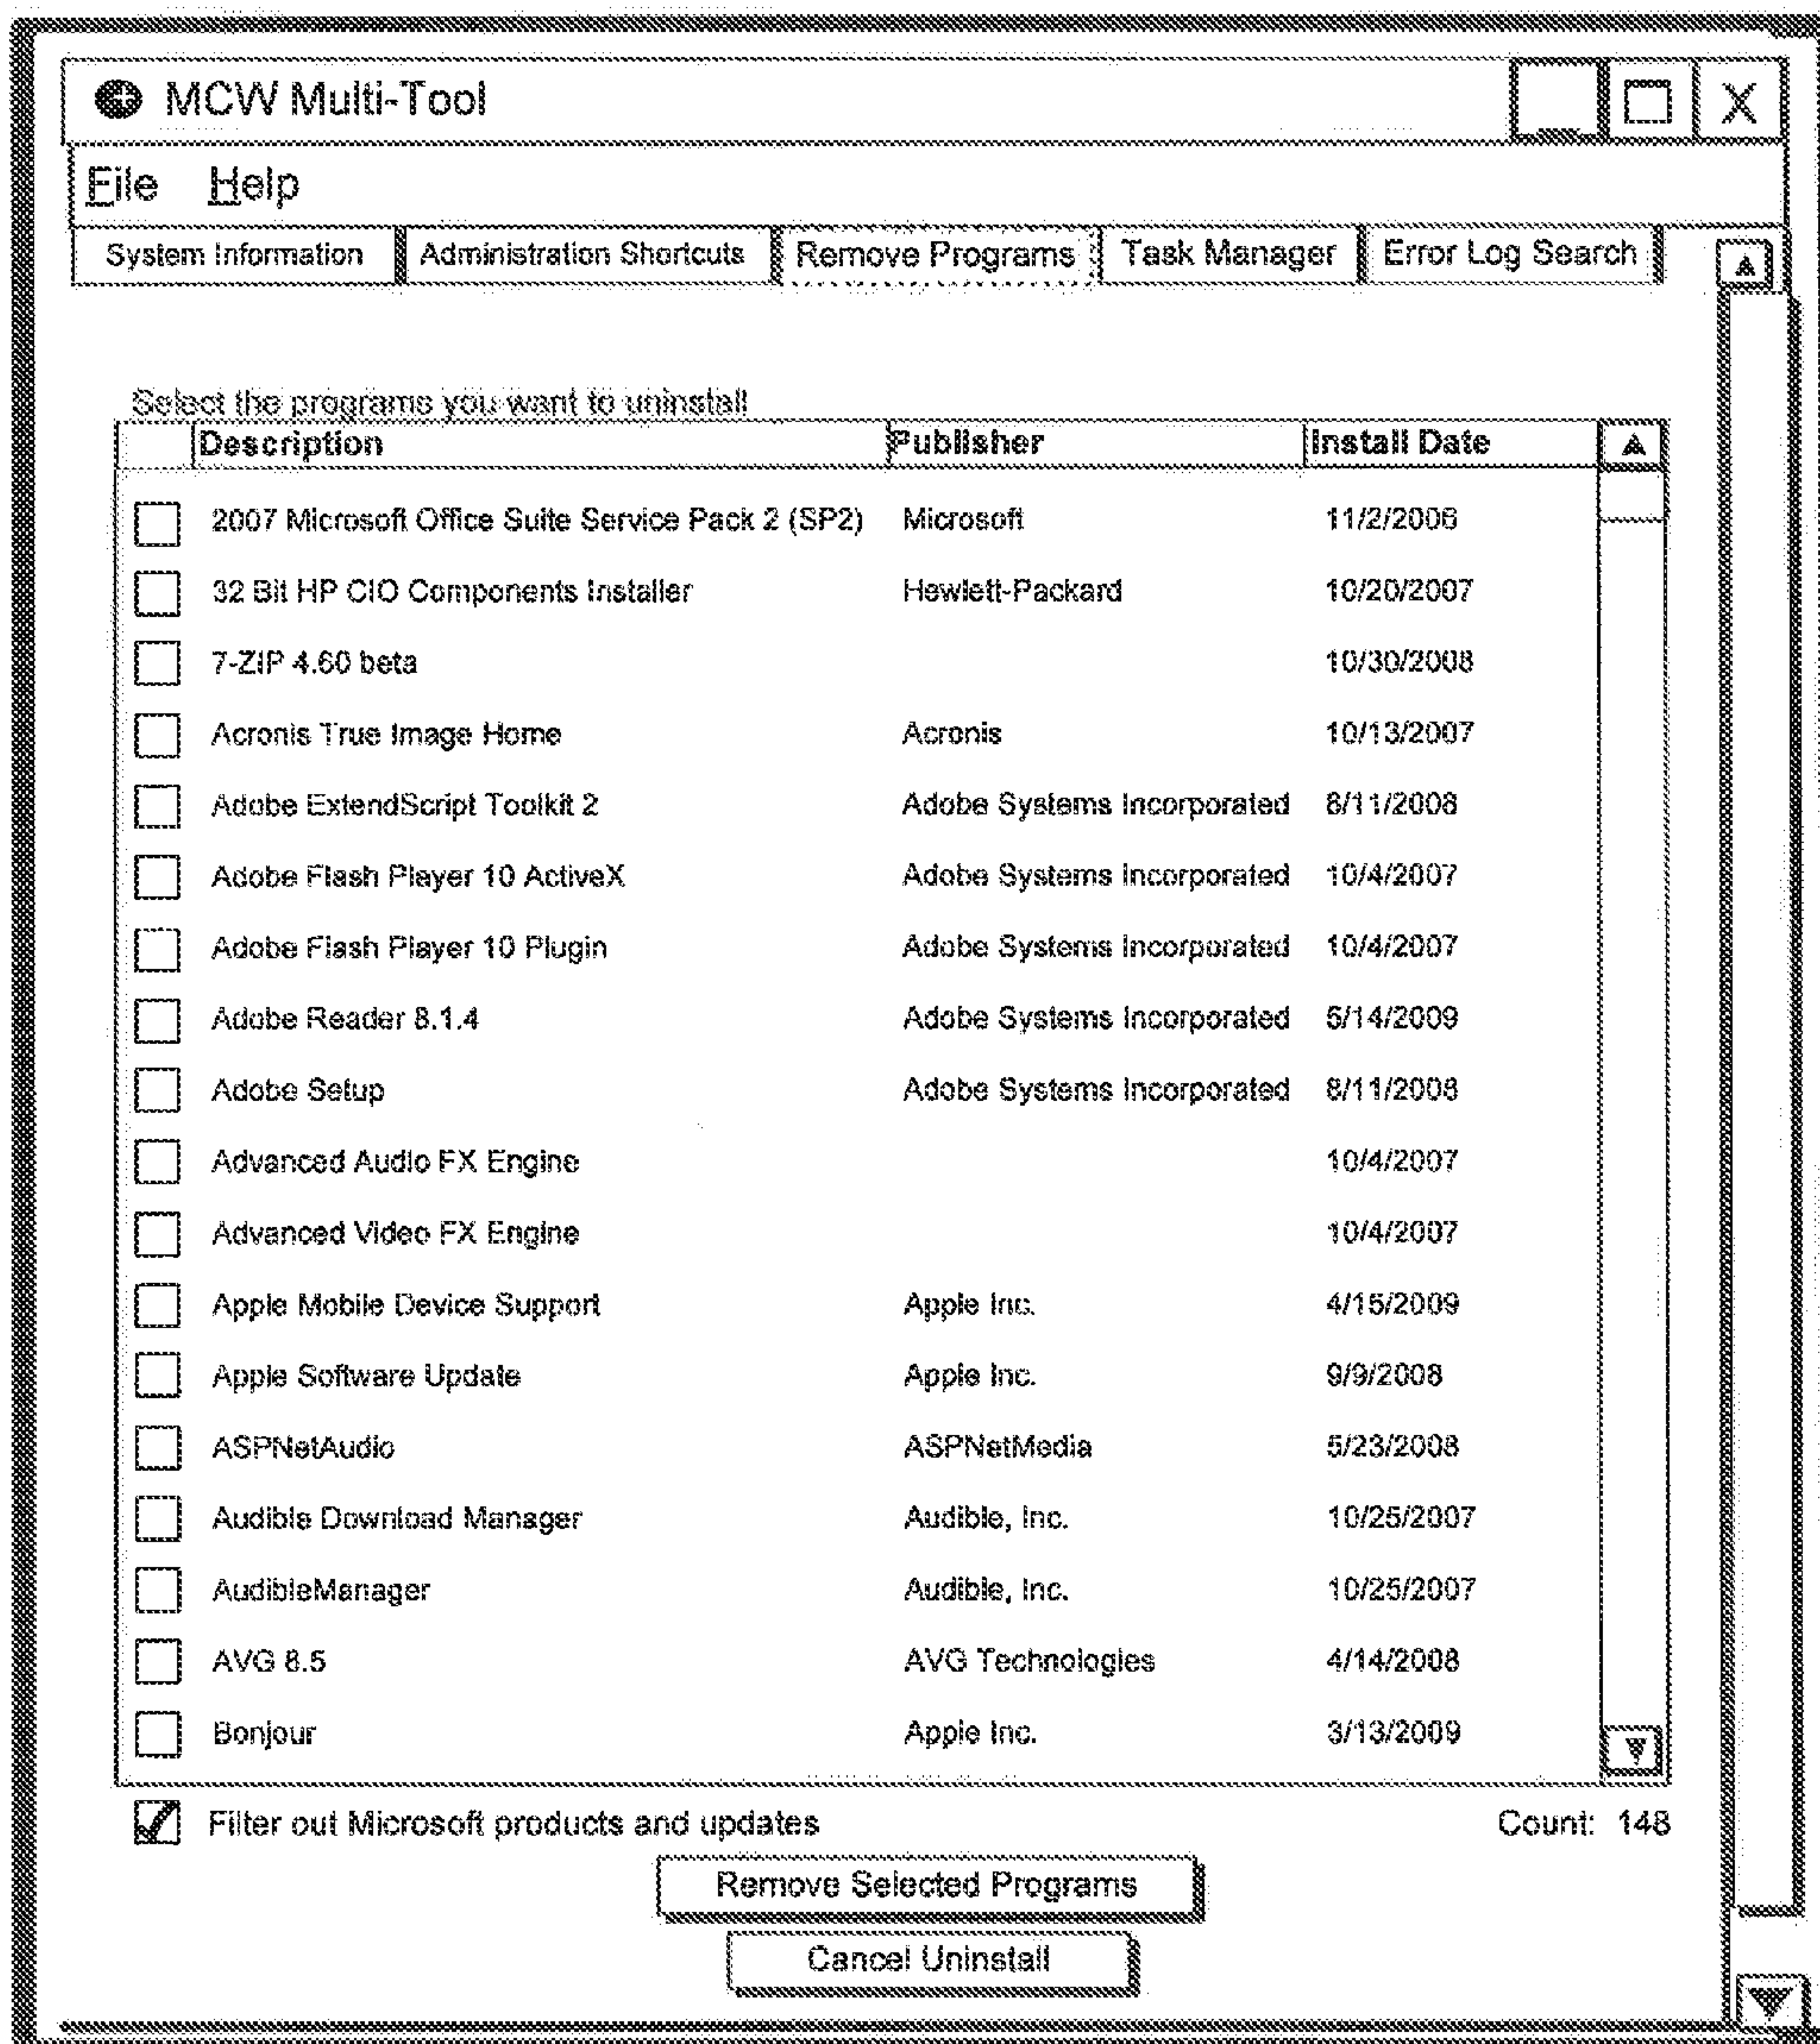 MCW Multi-Tool
X
File Help
System Information Administration Shortcuts Remove Programs Task Manager Error Log Search
Select the programs you want to uninstall
Description Publisher Install Date
2007 Microsoft Office Suite Service Pack 2 (SP2) Microsoft 11/2/2006
32 Bit HP CIO Components Installer Hewlett-Packard 10/20/2007
7-ZIP 4.60 beta 10/30/2008
Acronis True Image Home Acronis 10/13/2007
Adobe ExtendScript Toolkit 2 Adobe Systems Incorporated 8/11/2008
Adobe Flash Player 10 ActiveX Adobe Systems Incorporated 10/4/2007
Adobe Flash Player 10 Plugin Adobe Systems Incorporated 10/4/2007
Adobe Reader 8.1.4 Adobe Systems Incorporated 5/14/2009
Adobe Setup Adobe Systems Incorporated 8/11/2008
Advanced Audio FX Engine 10/4/2007
Advanced Video FX Engine 10/4/2007
Apple Mobile Device Support Apple Inc. 4/15/2009
Apple Software Update Apple Inc. 9/9/2008
ASPNetAudio ASPNetMedia 5/23/2008
Audible Download Manager Audible, Inc. 10/25/2007
AudibleManager Audible, Inc. 10/25/2007
AVG 8.5 AVG Technologies 4/14/2008
Bonjour Apple Inc. 3/13/2009
Filter out Microsoft products and updates Count: 148
Remove Selected Programs
Cancel Uninstall